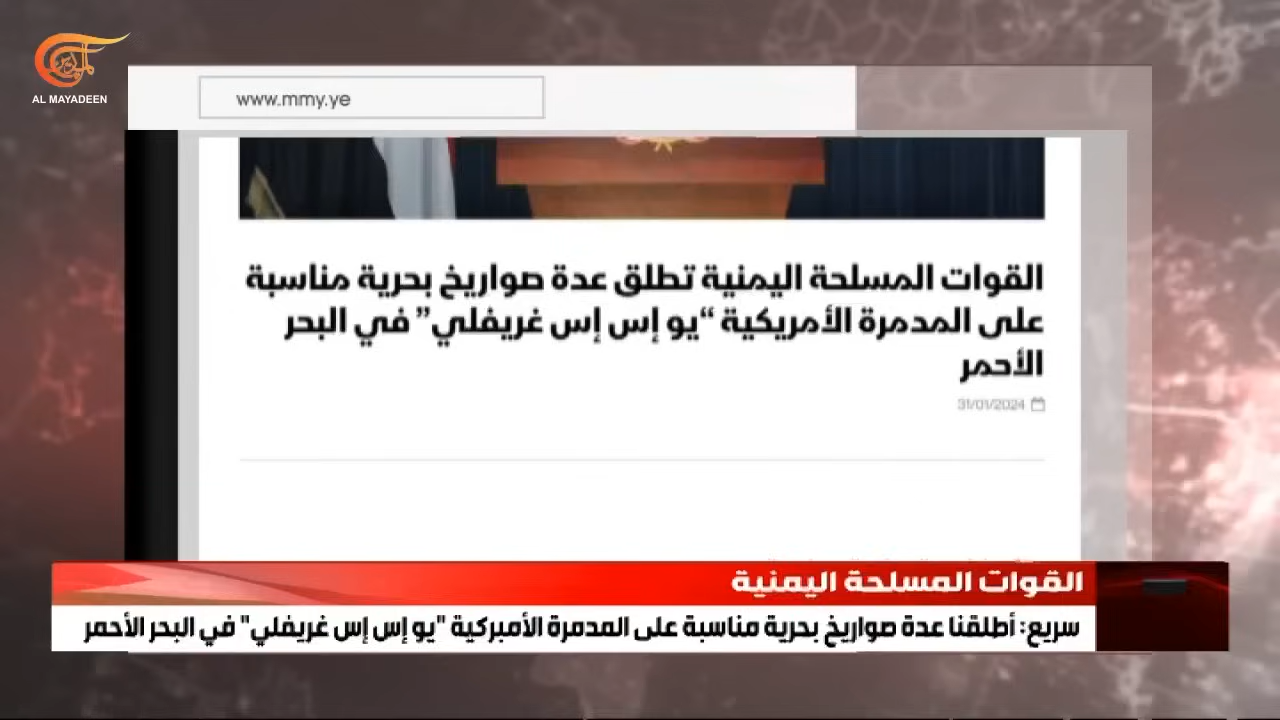 AL MAYADEEN
www.mmy.ye
القوات المسلحة اليمنية تطلق عدة صواريخ بحرية مناسبة
على المدمرة الأمريكية “يو إس إس غريفلي” في البحر
الأحمر
31/01/2024
القوات المسلحة اليمنية
سريع: أطلقنا عدة صواريخ بحرية مناسبة على المدمرة الأميركية "يو إس إس غريفلي" في البحر الأحمر